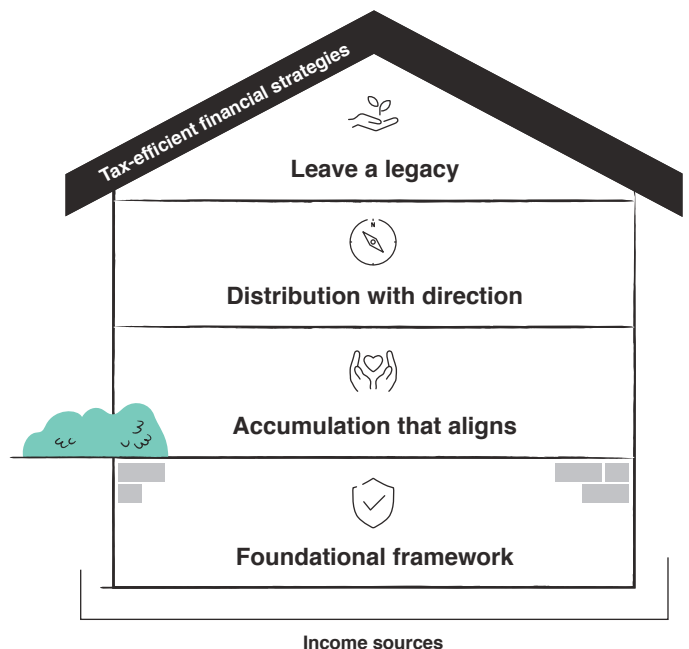 Tax-efficient financial strategies
Leave a legacy
N
Distribution with direction
Accumulation that aligns
Foundational framework
Income sources